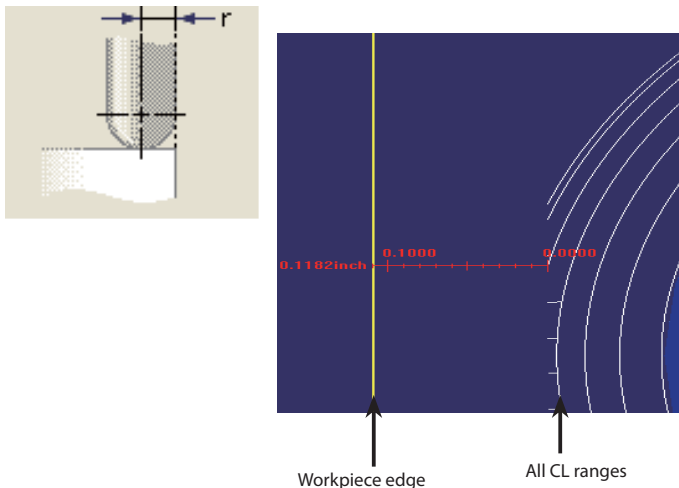 r
0.1182inch
0.1000
0.0000
Workpiece edge
All CL ranges